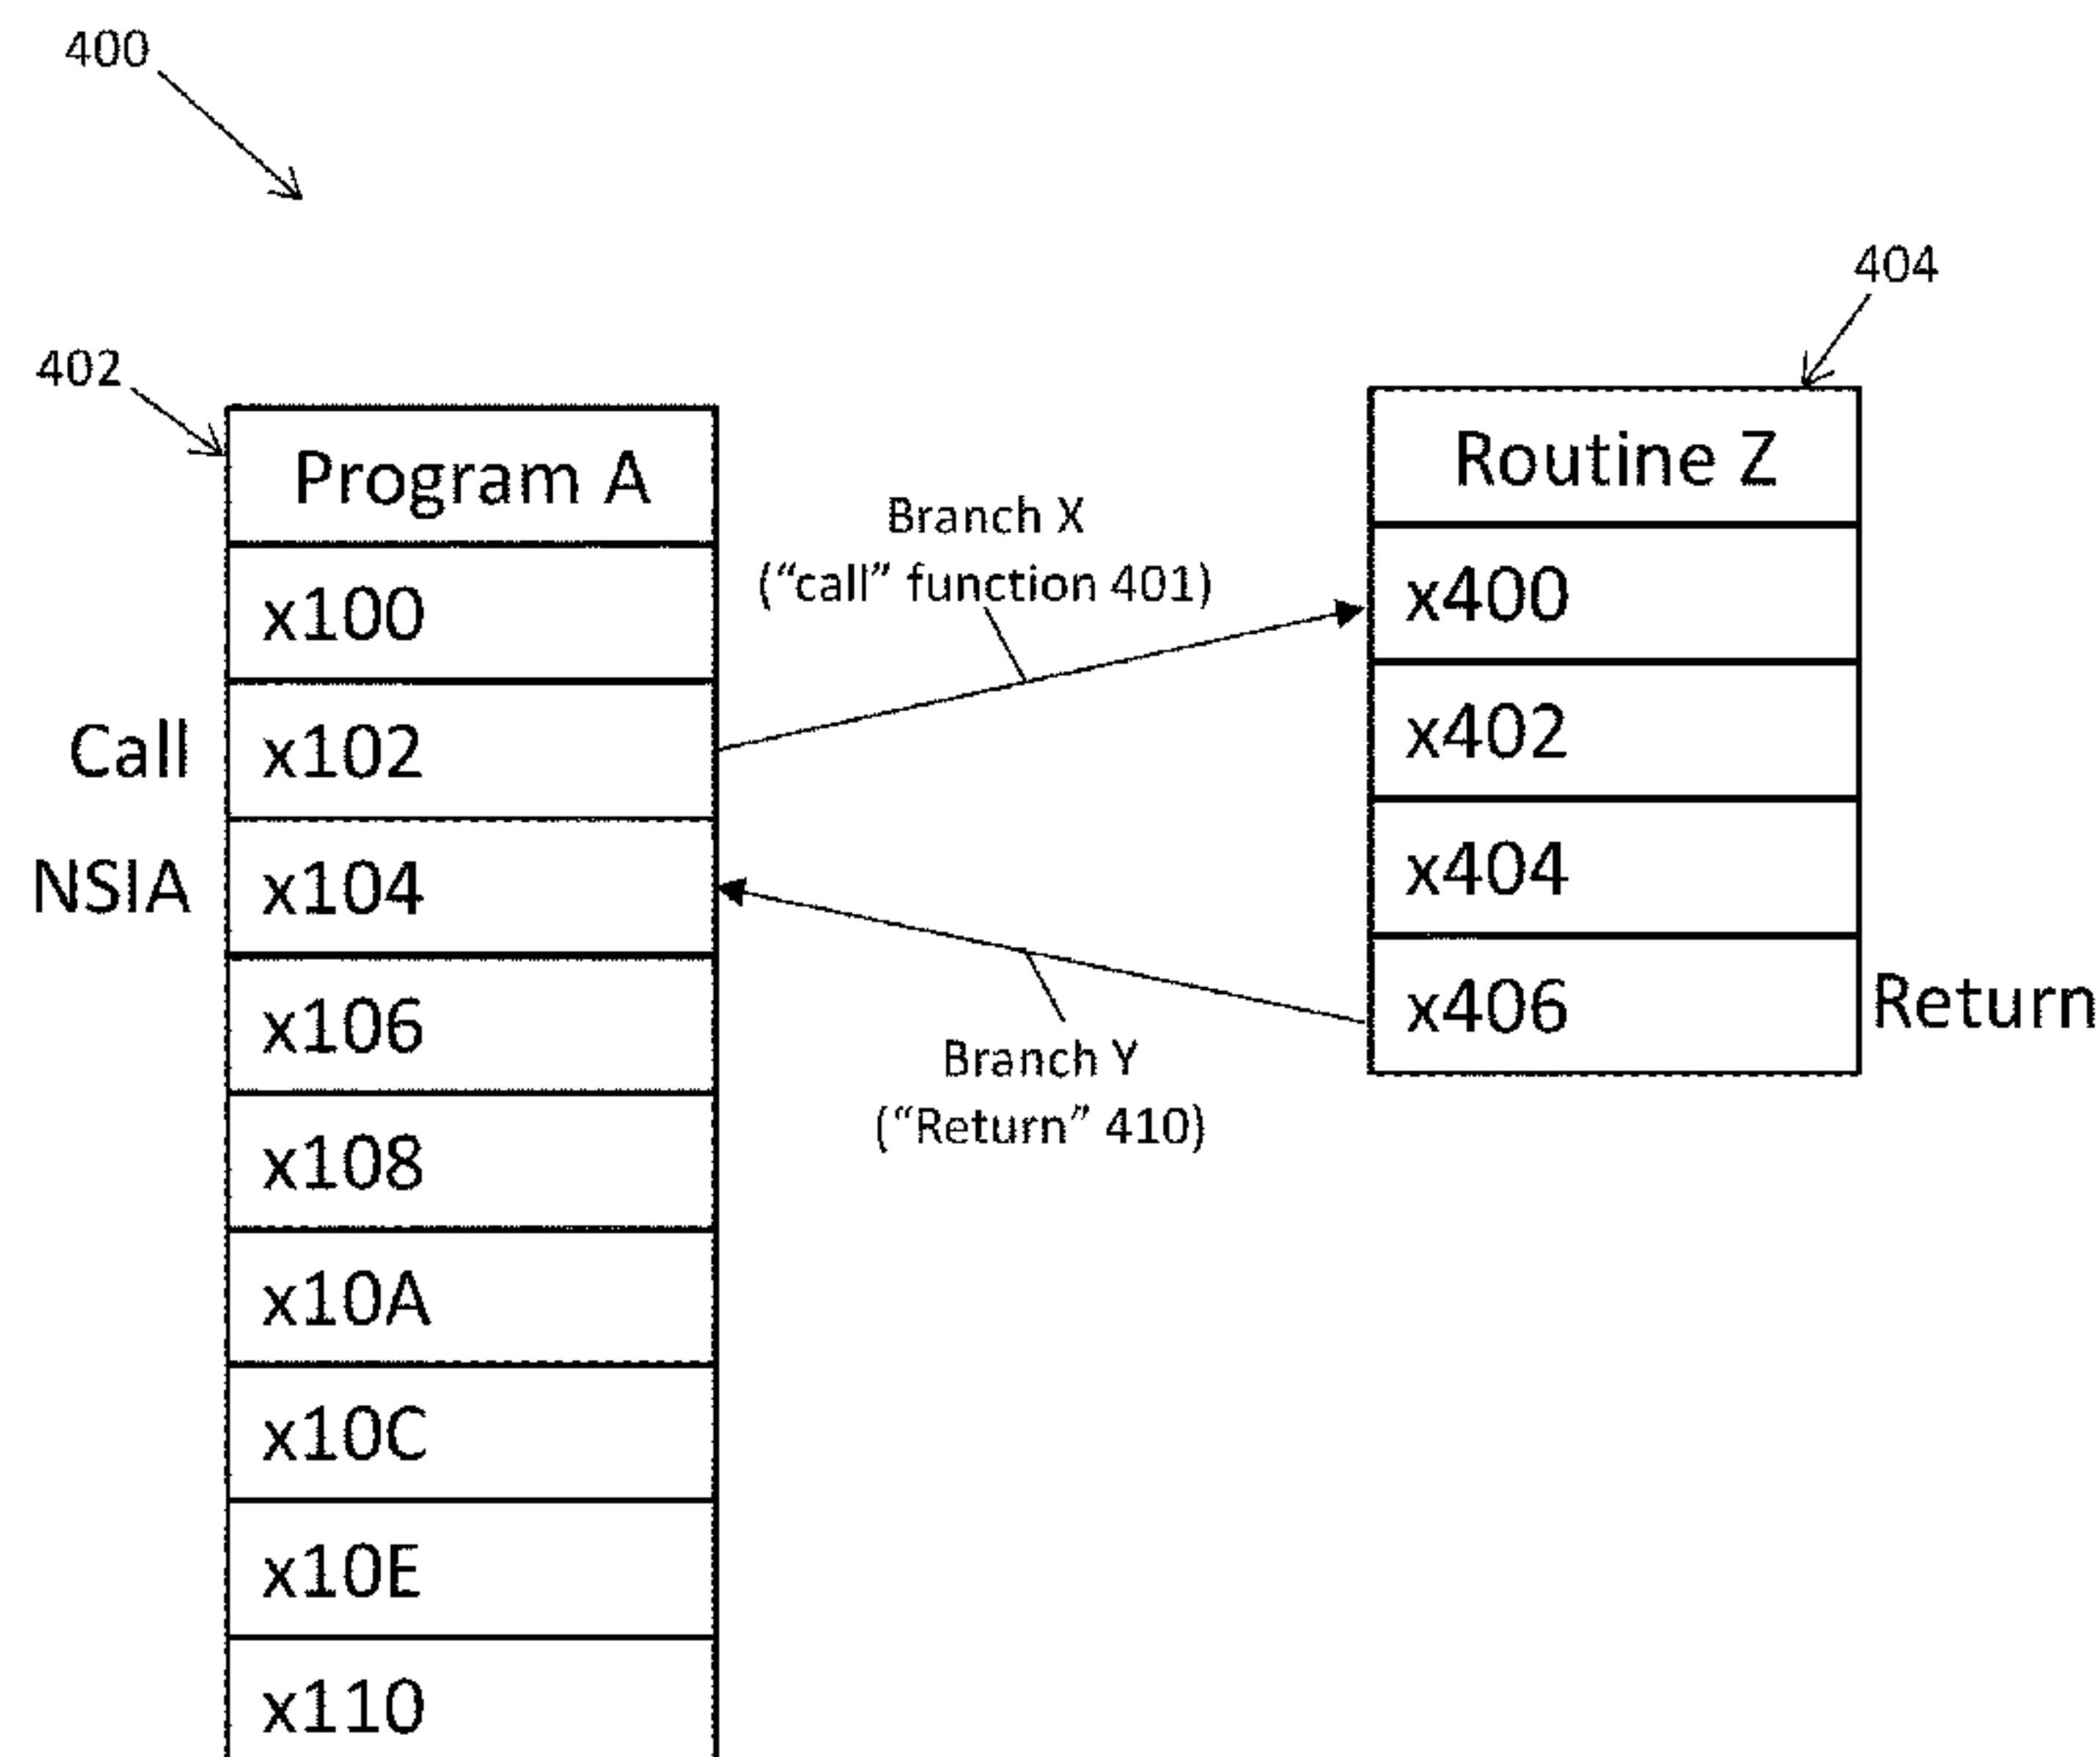 400
404
402
Program A
x100
Call x102
NSIA x104
x106
x108
x10A
x10C
x10E
x110
Branch X
(“call” function 401)
Branch Y
(“Return” 410)
Routine Z
x400
x402
x404
x406 Return